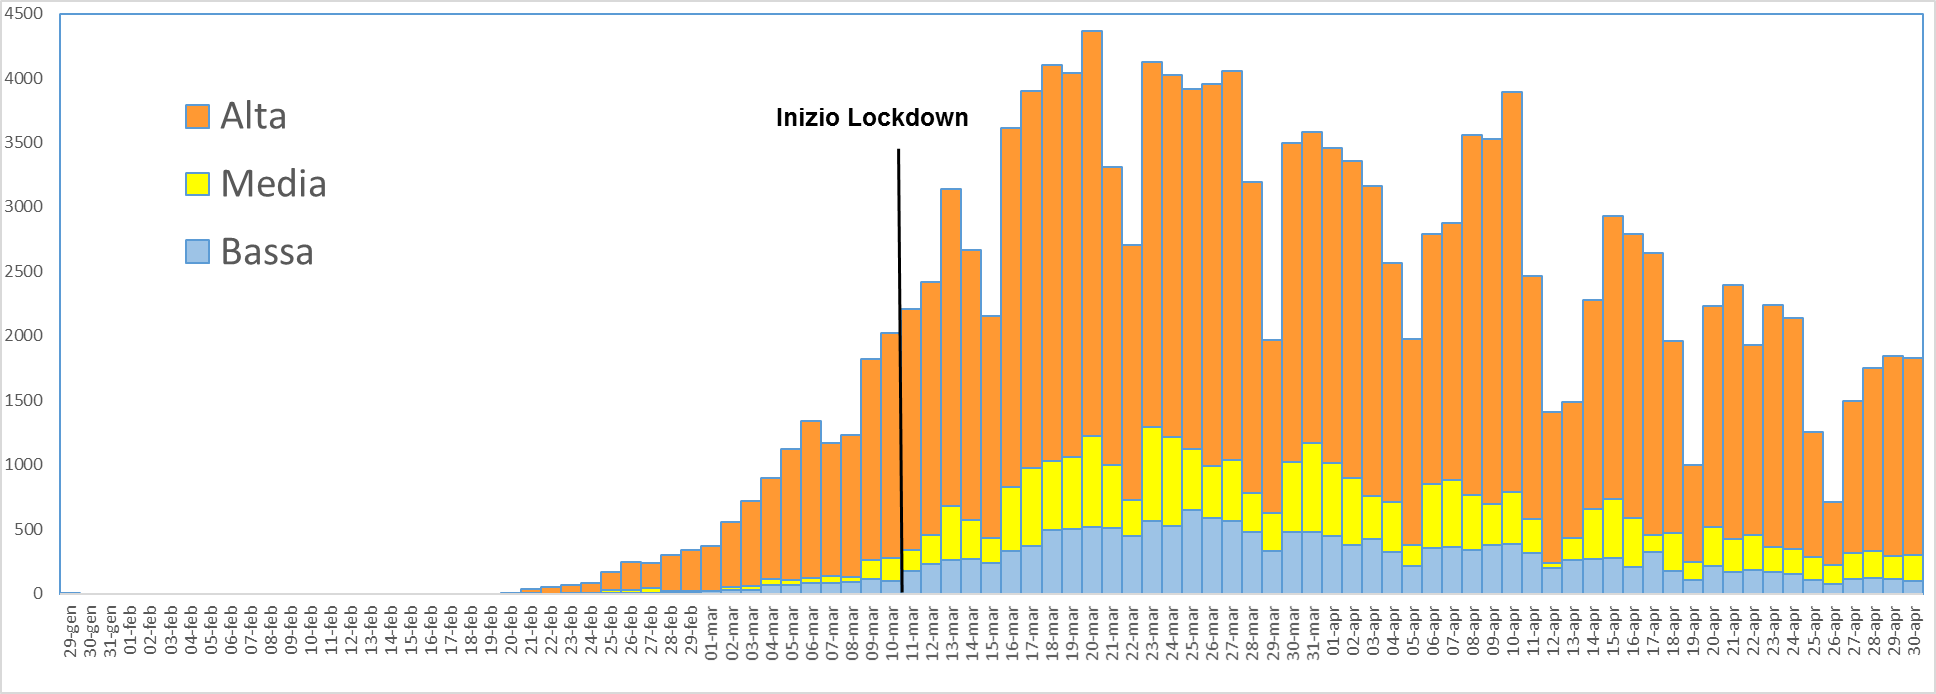 4500
4000
3500
3000
2500
2000
1500
1000
500
0
Alta
Media
Bassa
Inizio Lockdown
29-gen
30-gen
31-gen
01-feb
02-feb
03-feb
04-feb
05-feb
06-feb
07-feb
08-feb
09-feb
10-feb
11-feb
12-feb
13-feb
14-feb
15-feb
16-feb
17-feb
18-feb
19-feb
20-feb
21-feb
22-feb
23-feb
24-feb
25-feb
26-feb
27-feb
28-feb
29-feb
01-mar
02-mar
03-mar
04-mar
05-mar
06-mar
07-mar
08-mar
09-mar
10-mar
11-mar
12-mar
13-mar
14-mar
15-mar
16-mar
17-mar
18-mar
19-mar
20-mar
21-mar
22-mar
23-mar
24-mar
25-mar
26-mar
27-mar
28-mar
29-mar
30-mar
31-mar
01-apr
02-apr
03-apr
04-apr
05-apr
06-apr
07-apr
08-apr
09-apr
10-apr
11-apr
12-apr
13-apr
14-apr
15-apr
16-apr
17-apr
18-apr
19-apr
20-apr
21-apr
22-apr
23-apr
24-apr
25-apr
26-apr
27-apr
28-apr
29-apr
30-apr